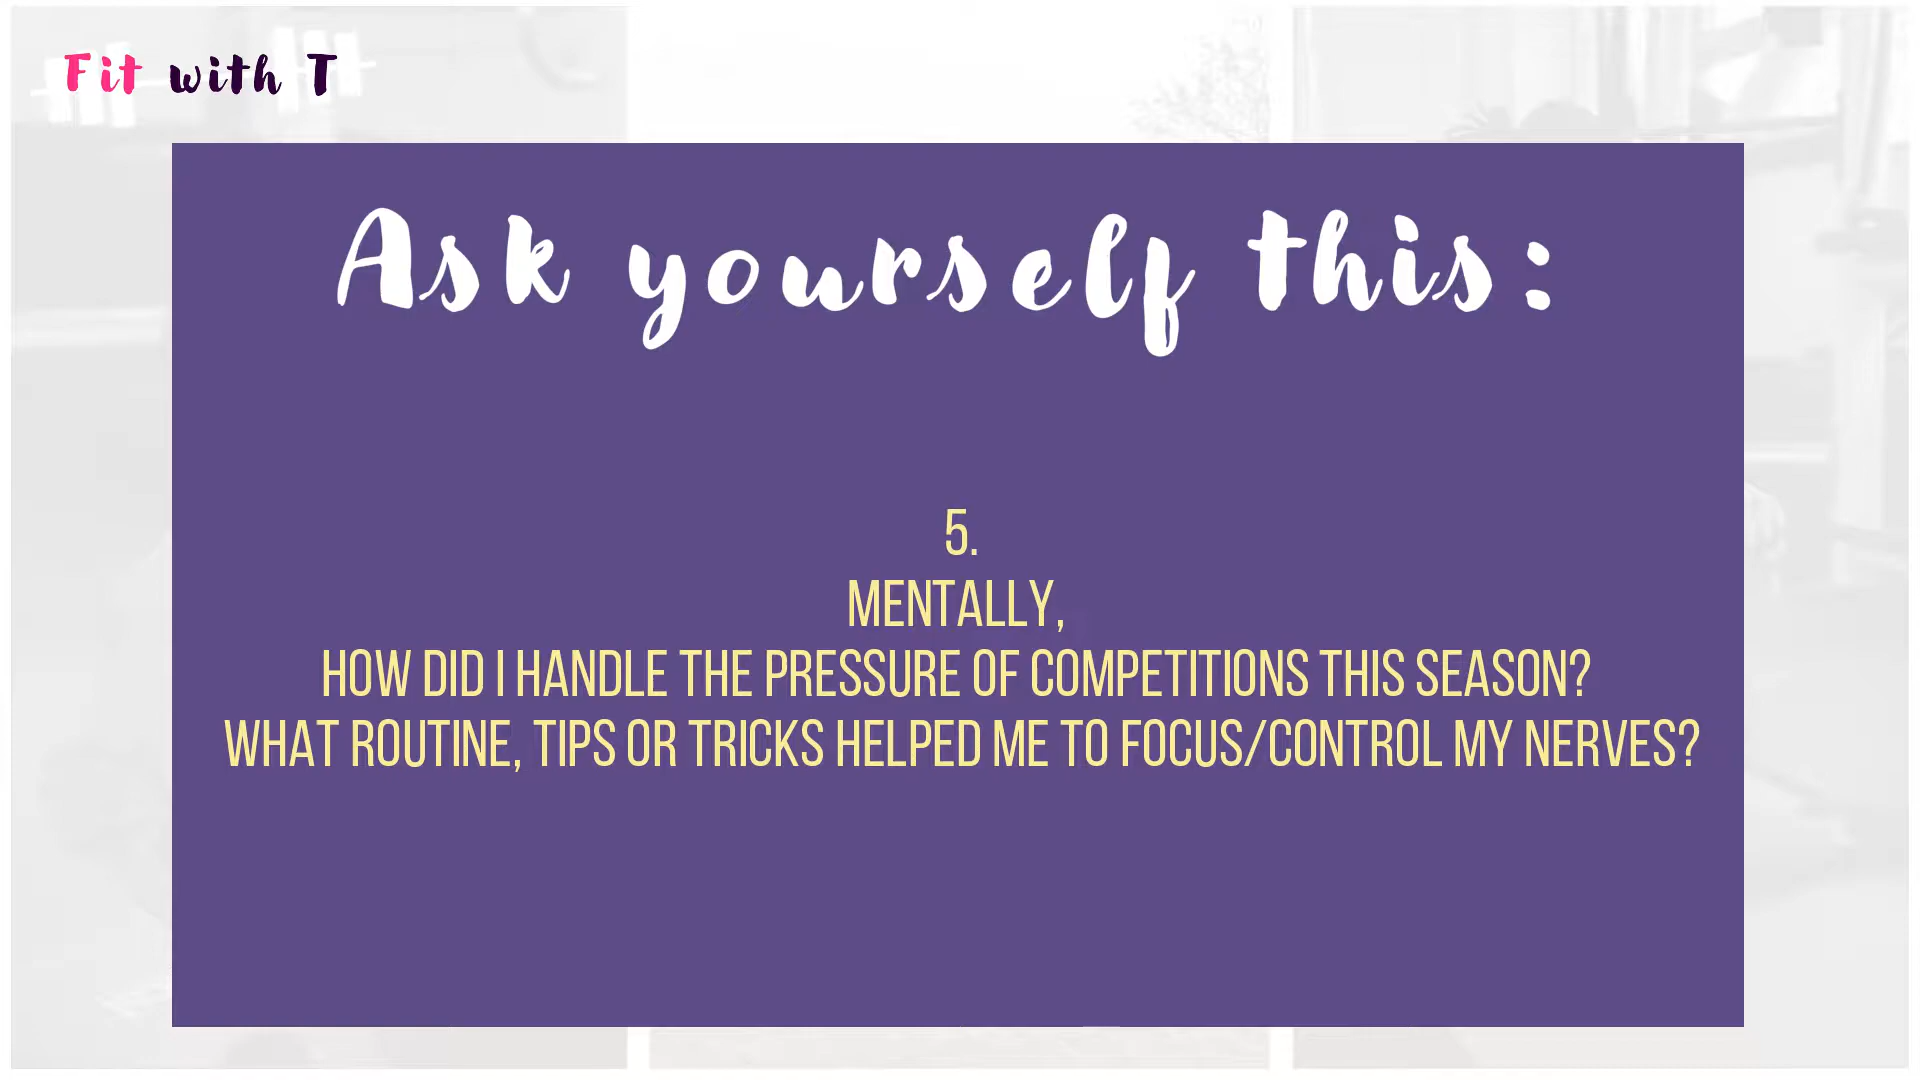 Fit with T
Ask yourself this:
5.
MENTALLY,
HOW DID I HANDLE THE PRESSURE OF COMPETITIONS THIS SEASON?
WHAT ROUTINE, TIPS OR TRICKS HELPED ME TO FOCUS/CONTROL MY NERVES?